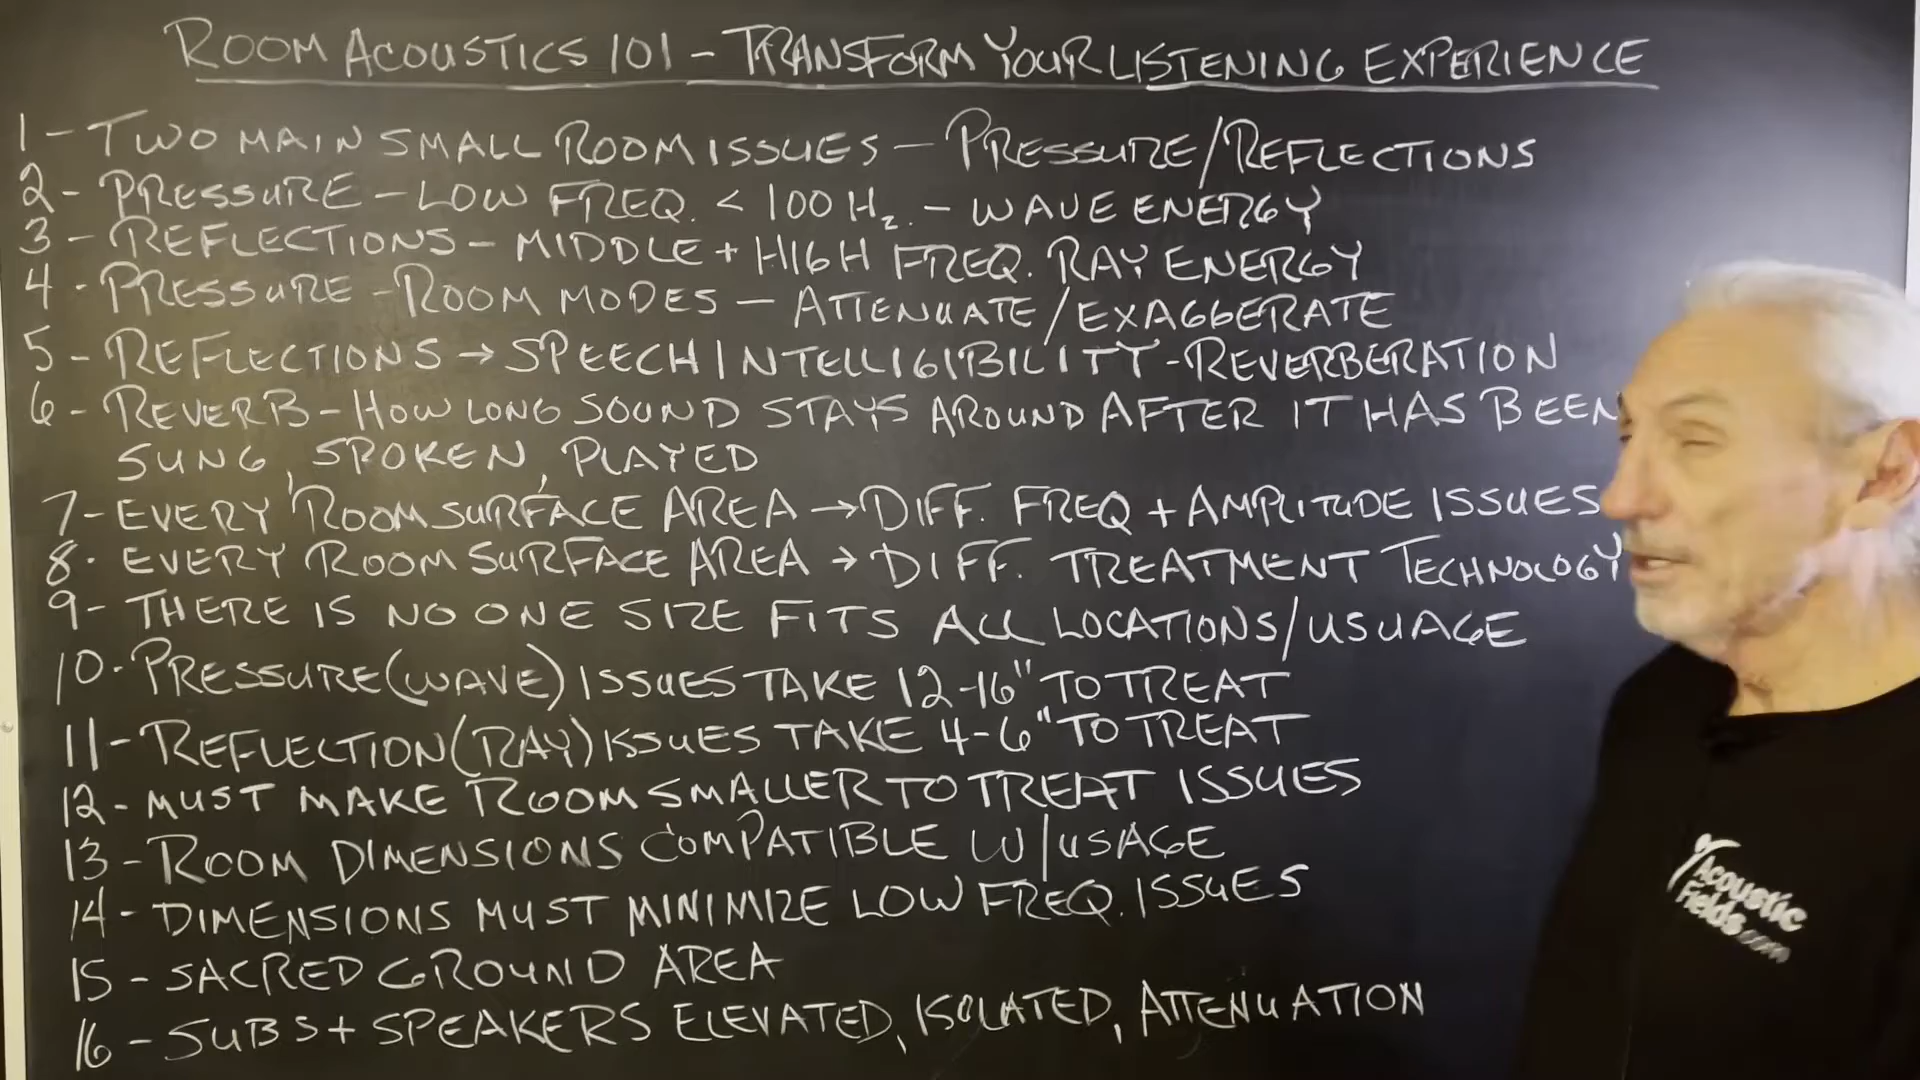 ROOM ACOUSTICS 101 - TRANSFORM YOUR LISTENING EXPERIENCE
1 - TWO MAIN SMALL ROOM ISSUES - PRESSURE/REFLECTIONS
2 - PRESSURE - LOW FREQ. < 100 Hz. - WAVE ENERGY
3 - REFLECTIONS - MIDDLE + HIGH FREQ. RAY ENERGY
4 - PRESSURE - ROOM MODES - ATTENUATE/EXAGGERATE
5 - REFLECTIONS → SPEECH INTELLIGIBILITY - REVERBERATION
6 - REVERB - HOW LONG SOUND STAYS AROUND AFTER IT HAS BEEN
SUNG, SPOKEN, PLAYED
7 - EVERY ROOM SURFACE AREA → DIFF. FREQ + AMPLITUDE ISSUES
8 - EVERY ROOM SURFACE AREA → DIFF. TREATMENT TECHNOLOGY
9 - THERE IS NO ONE SIZE FITS ALL LOCATIONS/USUAGE
10 - PRESSURE (WAVE) ISSUES TAKE 12-16" TO TREAT
11 - REFLECTION (RAY) ISSUES TAKE 4-6" TO TREAT
12 - MUST MAKE ROOM SMALLER TO TREAT ISSUES
13 - ROOM DIMENSIONS COMPATIBLE W/USAGE
14 - DIMENSIONS MUST MINIMIZE LOW FREQ. ISSUES
15 - SACRED GROUND AREA
16 - SUBS + SPEAKERS ELEVATED, ISOLATED, ATTENUATION
Acoustic
Fields.com